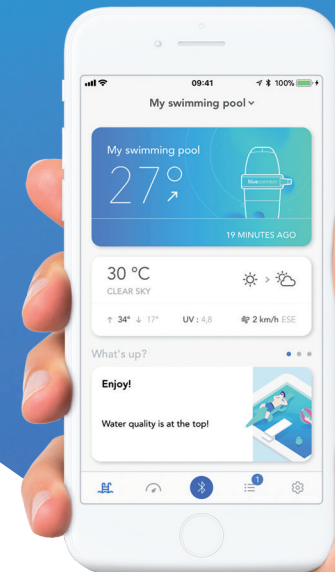 09:41
100%
My swimming pool
My swimming pool
27°
blueconnect
19 MINUTES AGO
30 °C
CLEAR SKY
↑ 34° ↓ 17°
UV : 4,8
2 km/h ESE
What's up?
Enjoy!
Water quality is at the top!
1